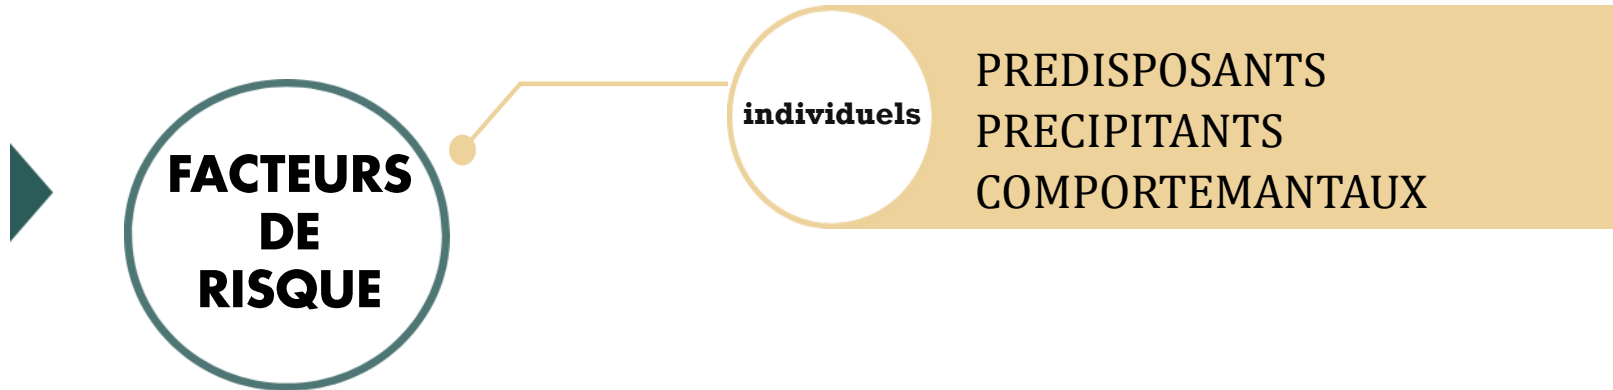 FACTEURS
DE
RISQUE
individuels
PREDISPOSANTS
PRECIPITANTS
COMPORTEMANTAUX